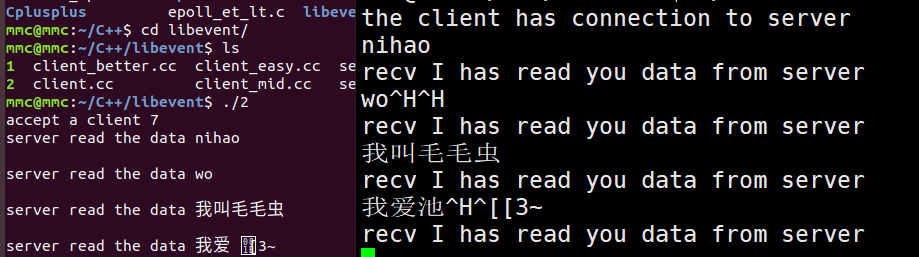 Cplusplus epoll_et_lt.c libeve
mmc@mmc:~/C++$ cd libevent/
mmc@mmc:~/C++/libevent$ ls
1 client_better.cc client_easy.cc se
2 client.cc client_mid.cc se
mmc@mmc:~/C++/libevent$ ./2
accept a client 7
server read the data nihao
server read the data wo
server read the data 我叫毛毛虫
server read the data 我爱 3~
the client has connection to server
nihao
recv I has read you data from server
wo^H^H
recv I has read you data from server
我叫毛毛虫
recv I has read you data from server
我爱池^H^[[3~
recv I has read you data from server